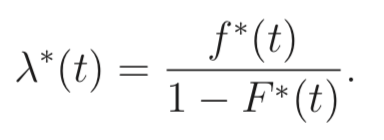 λ*(t) = f*(t) / (1 − F*(t)).